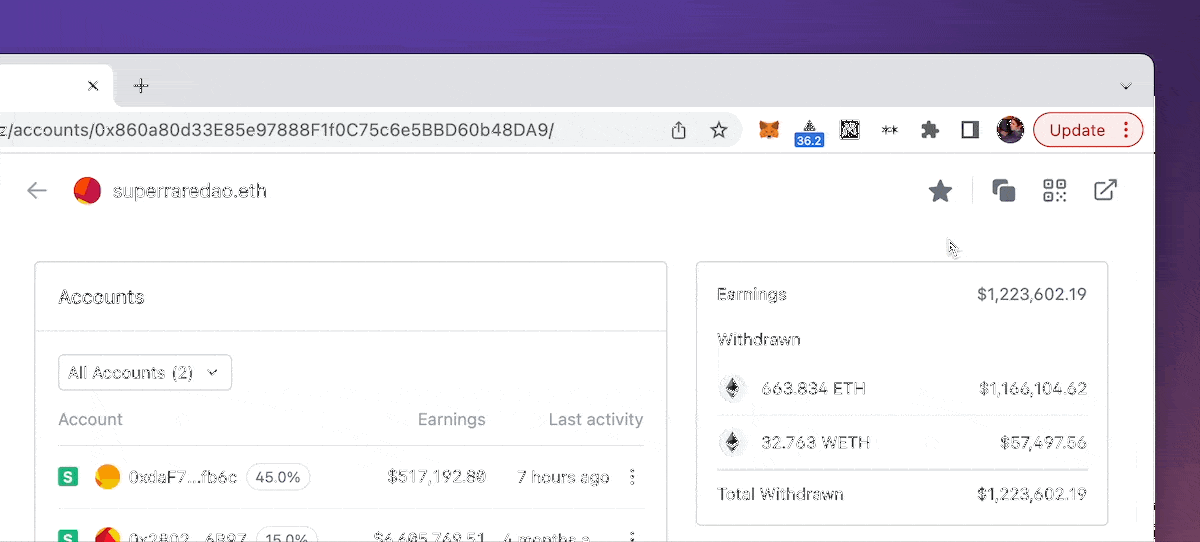 z/accounts/0x860a80d33E85e97888F1f0C75c6e5BBD60b48DA9/
36.2
Update
superraredao.eth
Accounts
All Accounts (2)
Account Earnings Last activity
S 0xdaF7...fb6c 45.0% $517,192.80 7 hours ago
S 0x2802...6B97 15.0% $6,605,769.51 4 months a
Earnings $1,223,602.19
Withdrawn
663.834 ETH $1,166,104.62
32.763 WETH $57,497.56
Total Withdrawn $1,223,602.19